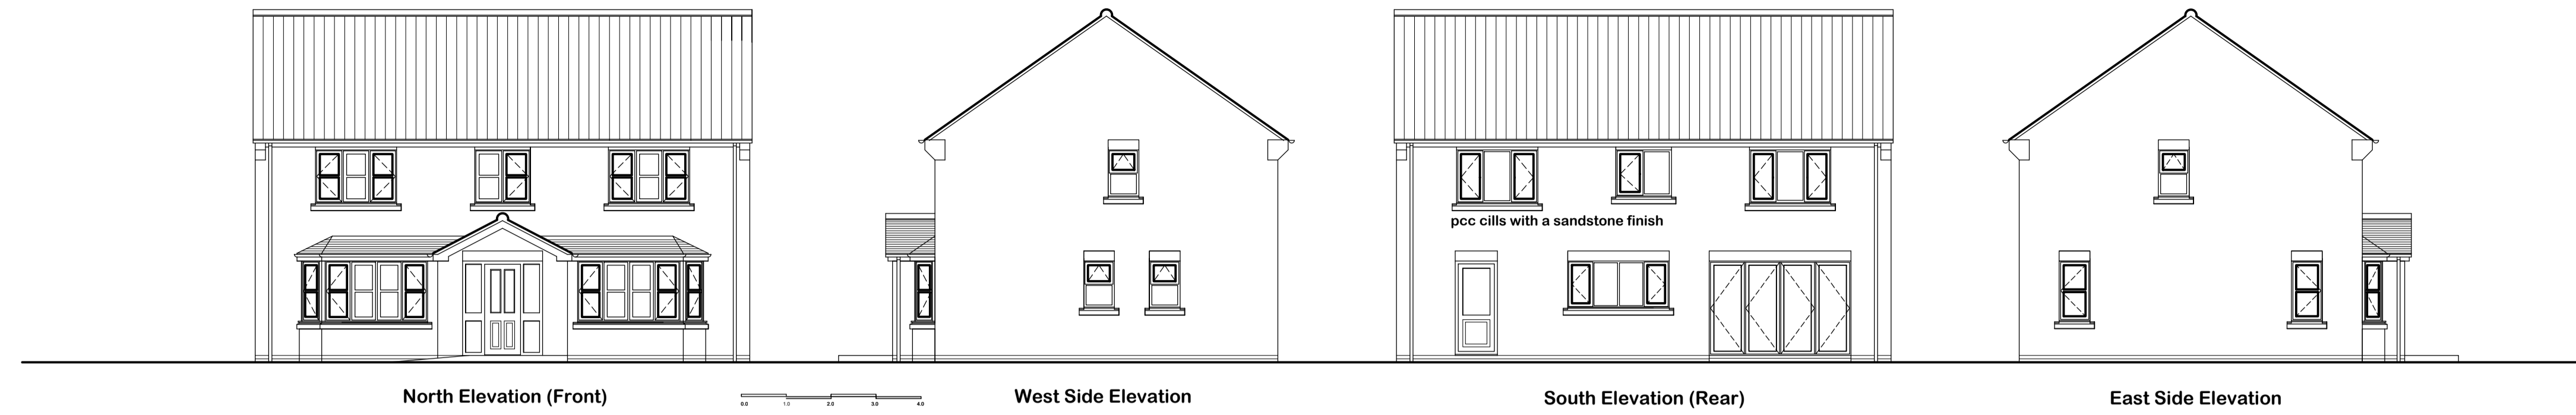 pcc cills with a sandstone finish
North Elevation (Front)
0.0 1.0 2.0 3.0 4.0
West Side Elevation
South Elevation (Rear)
East Side Elevation